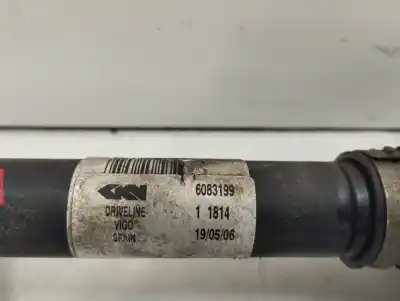 GKN
DRIVELINE
VIGO
SPAIN
6083199
1 1814
19/05/06